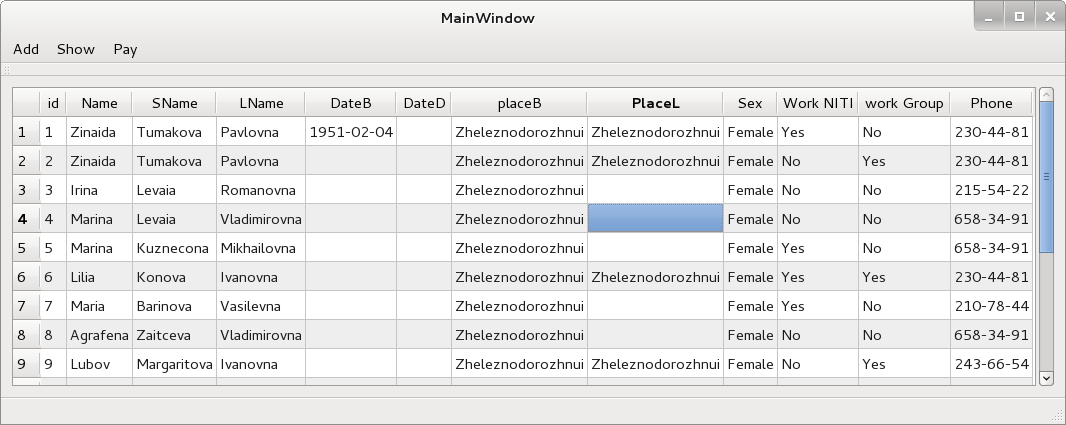 MainWindow
Add Show Pay
id Name SName LName DateB DateD placeB PlaceL Sex Work NITI work Group Phone
1 1 Zinaida Tumakova Pavlovna 1951-02-04 Zheleznodorozhnui Zheleznodorozhnui Female Yes No 230-44-81
2 2 Zinaida Tumakova Pavlovna Zheleznodorozhnui Zheleznodorozhnui Female No Yes 230-44-81
3 3 Irina Levaia Romanovna Zheleznodorozhnui Female No No 215-54-22
4 4 Marina Levaia Vladimirovna Zheleznodorozhnui Female No No 658-34-91
5 5 Marina Kuznecona Mikhailovna Zheleznodorozhnui Female Yes No 658-34-91
6 6 Lilia Konova Ivanovna Zheleznodorozhnui Zheleznodorozhnui Female Yes Yes 230-44-81
7 7 Maria Barinova Vasilevna Zheleznodorozhnui Female Yes No 210-78-44
8 8 Agrafena Zaitceva Vladimirovna Zheleznodorozhnui Female No No 658-34-91
9 9 Lubov Margaritova Ivanovna Zheleznodorozhnui Zheleznodorozhnui Female No Yes 243-66-54